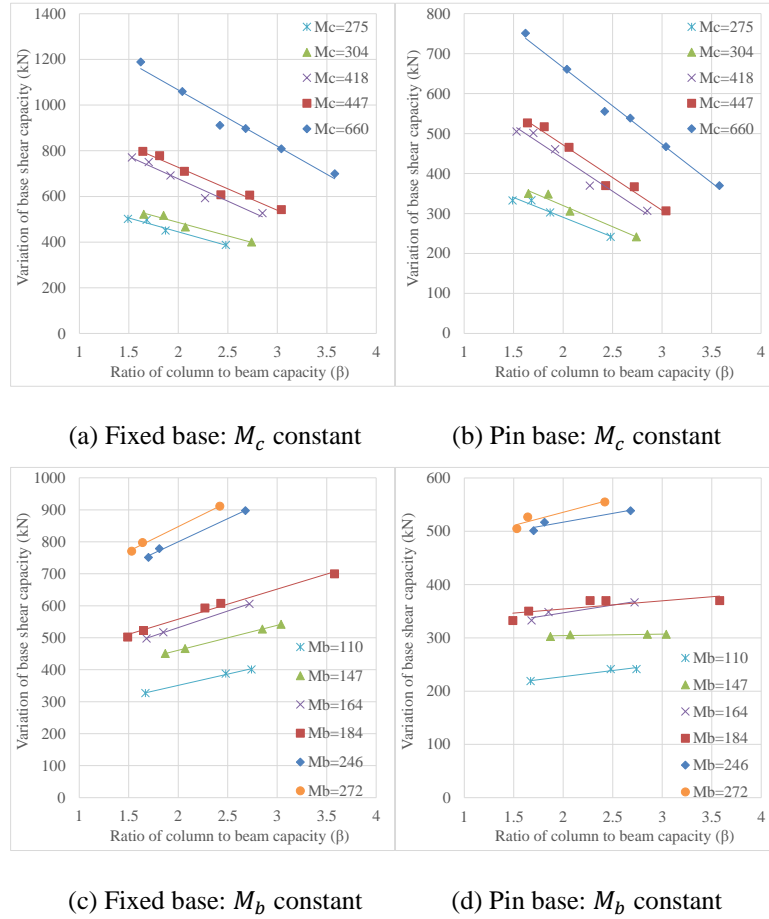 1400
1200
1000
800
600
400
200
0
1 1.5 2 2.5 3 3.5 4
Variation of base shear capacity (kN)
Ratio of column to beam capacity (β)
Mc=275
Mc=304
Mc=418
Mc=447
Mc=660
800
700
600
500
400
300
200
100
0
1 1.5 2 2.5 3 3.5 4
Variation of base shear capacity (kN)
Ratio of column to beam capacity (β)
Mc=275
Mc=304
Mc=418
Mc=447
Mc=660
(a) Fixed base: M_c constant
(b) Pin base: M_c constant
1000
900
800
700
600
500
400
300
200
100
0
1 1.5 2 2.5 3 3.5 4
Variation of base shear capacity (kN)
Ratio of column to beam capacity (β)
Mb=110
Mb=147
Mb=164
Mb=184
Mb=246
Mb=272
600
500
400
300
200
100
0
1 1.5 2 2.5 3 3.5 4
Variation of base shear capacity (kN)
Ratio of column to beam capacity (β)
Mb=110
Mb=147
Mb=164
Mb=184
Mb=246
Mb=272
(c) Fixed base: M_b constant
(d) Pin base: M_b constant